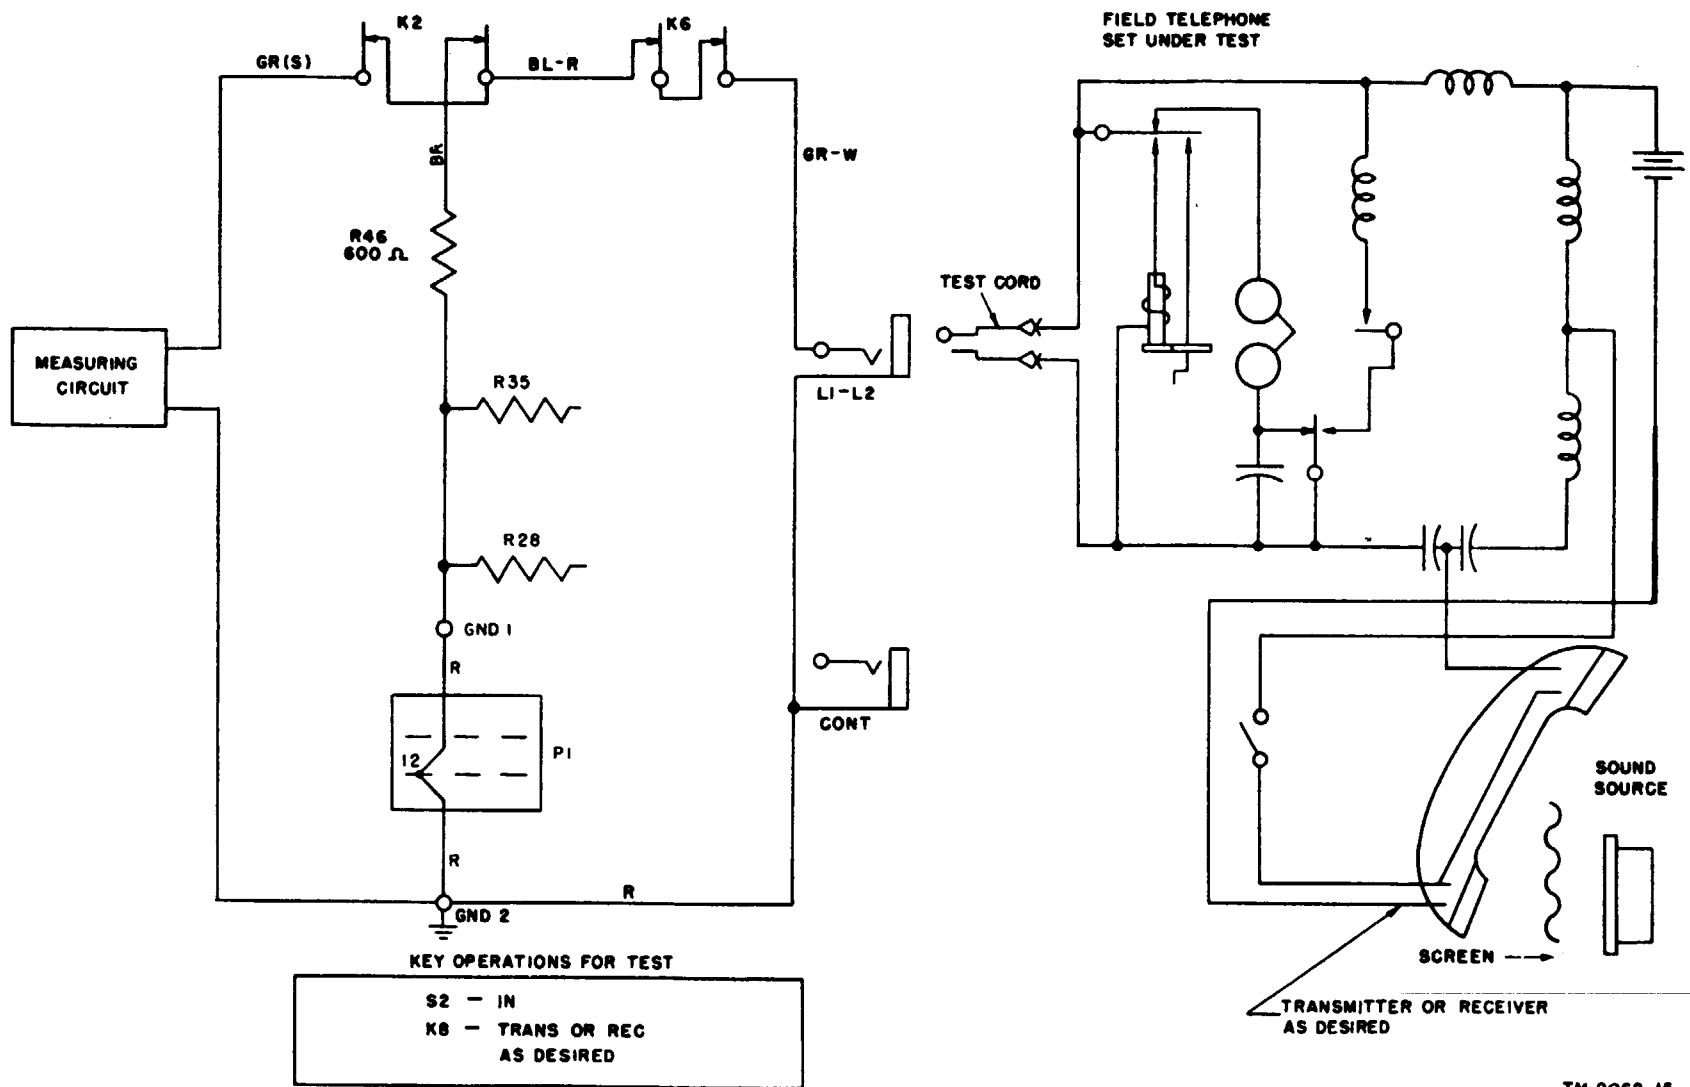 FIELD TELEPHONE
SET UNDER TEST
K2
K6
GR(S)
BL-R
BR
GR-W
R46
600 Ω
TEST CORD
MEASURING
CIRCUIT
R35
L1-L2
R28
GND 1
R
12
P1
CONT
SOUND
SOURCE
R
R
GND 2
SCREEN
KEY OPERATIONS FOR TEST
S2 — IN
K8 — TRANS OR REC
AS DESIRED
TRANSMITTER OR RECEIVER
AS DESIRED